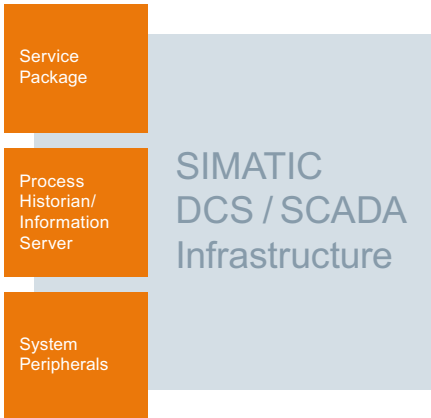 Service
Package
Process
Historian/
Information
Server
System
Peripherals
SIMATIC
DCS / SCADA
Infrastructure